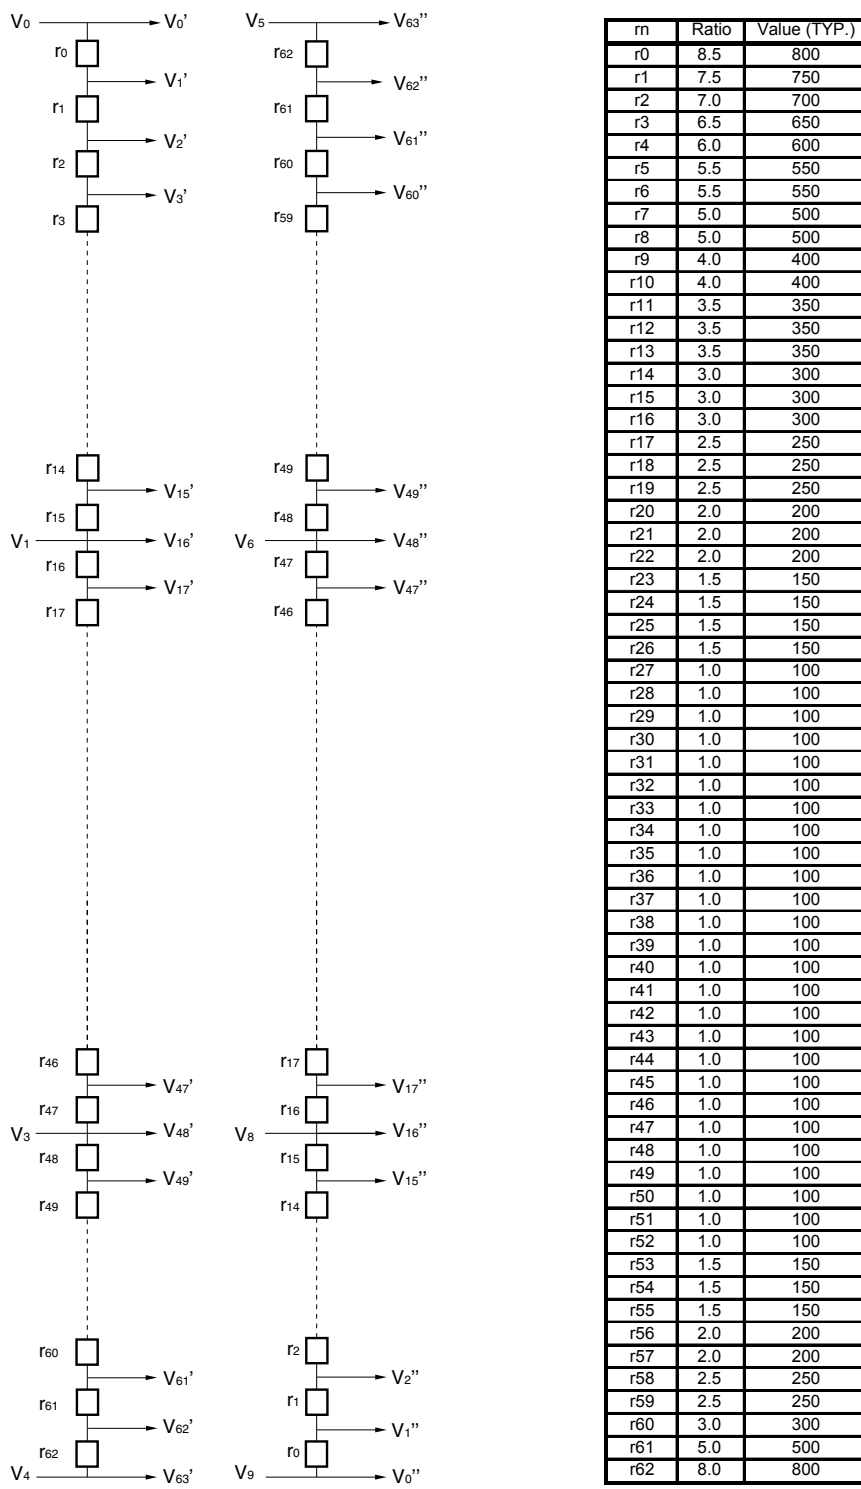 V0 V0’ V5 V63’’
r0 r62
V1’ V62’’
r1 r61
V2’ V61’’
r2 r60
V3’ V60’’
r3 r59
r14 r49
V15’ V49’’
r15 r48
V1 V16’ V6 V48’’
r16 r47
V17’ V47’’
r17 r46
r46 r17
V47’ V17’’
r47 r16
V3 V48’ V8 V16’’
r48 r15
V49’ V15’’
r49 r14
r60 r2
V61’ V2’’
r61 r1
V62’ V1’’
r62 r0
V4 V63’ V9 V0’’
rn Ratio Value (TYP.)
r0 8.5 800
r1 7.5 750
r2 7.0 700
r3 6.5 650
r4 6.0 600
r5 5.5 550
r6 5.5 550
r7 5.0 500
r8 5.0 500
r9 4.0 400
r10 4.0 400
r11 3.5 350
r12 3.5 350
r13 3.5 350
r14 3.0 300
r15 3.0 300
r16 3.0 300
r17 2.5 250
r18 2.5 250
r19 2.5 250
r20 2.0 200
r21 2.0 200
r22 2.0 200
r23 1.5 150
r24 1.5 150
r25 1.5 150
r26 1.5 150
r27 1.0 100
r28 1.0 100
r29 1.0 100
r30 1.0 100
r31 1.0 100
r32 1.0 100
r33 1.0 100
r34 1.0 100
r35 1.0 100
r36 1.0 100
r37 1.0 100
r38 1.0 100
r39 1.0 100
r40 1.0 100
r41 1.0 100
r42 1.0 100
r43 1.0 100
r44 1.0 100
r45 1.0 100
r46 1.0 100
r47 1.0 100
r48 1.0 100
r49 1.0 100
r50 1.0 100
r51 1.0 100
r52 1.0 100
r53 1.5 150
r54 1.5 150
r55 1.5 150
r56 2.0 200
r57 2.0 200
r58 2.5 250
r59 2.5 250
r60 3.0 300
r61 5.0 500
r62 8.0 800